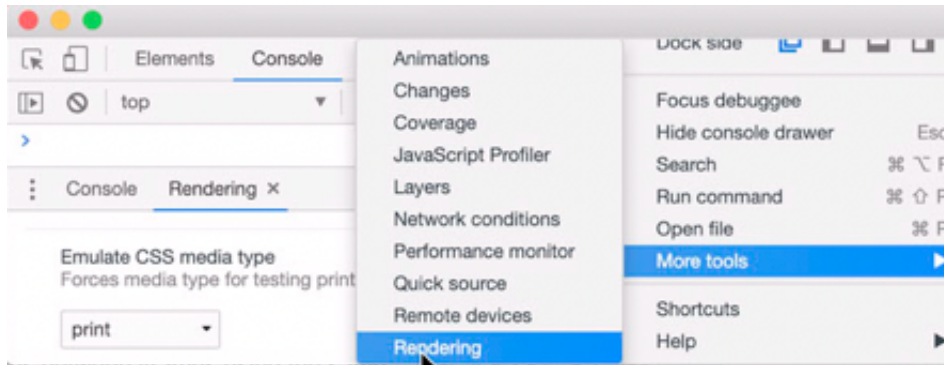 Elements Console
top
Console Rendering ×
Emulate CSS media type
Forces media type for testing print
print
Animations
Changes
Coverage
JavaScript Profiler
Layers
Network conditions
Performance monitor
Quick source
Remote devices
Rendering
Dock side
Focus debuggee
Hide console drawer Esc
Search ⌘ ⌥ F
Run command ⌘ ⇧ P
Open file ⌘ P
More tools
Shortcuts
Help